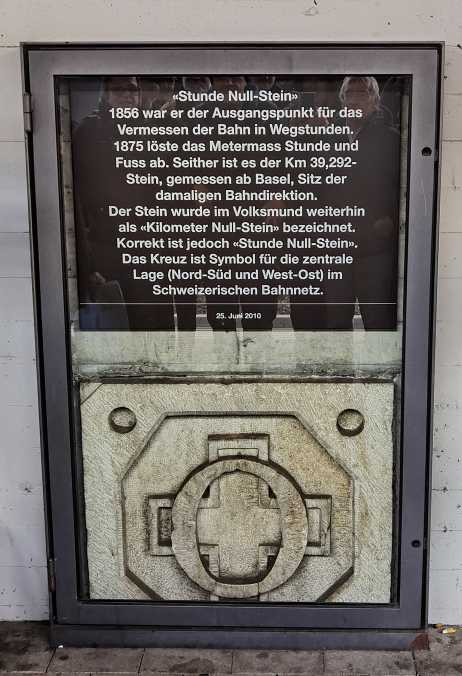 «Stunde Null-Stein»
1856 war er der Ausgangspunkt für das
Vermessen der Bahn in Wegstunden.
1875 löste das Metermass Stunde und
Fuss ab. Seither ist es der Km 39,292-
Stein, gemessen ab Basel, Sitz der
damaligen Bahndirektion.
Der Stein wurde im Volksmund weiterhin
als «Kilometer Null-Stein» bezeichnet.
Korrekt ist jedoch «Stunde Null-Stein».
Das Kreuz ist Symbol für die zentrale
Lage (Nord-Süd und West-Ost) im
Schweizerischen Bahnnetz.
25. Juni 2010
0